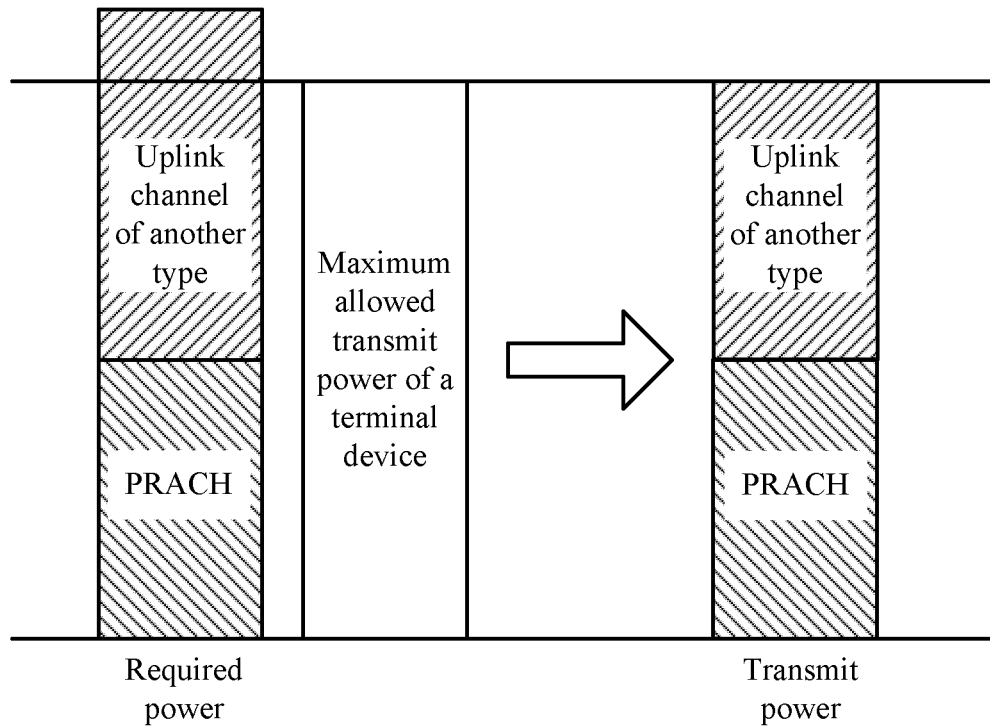 Uplink
channel
of another
type
PRACH
Maximum
allowed
transmit
power of a
terminal
device
Uplink
channel
of another
type
PRACH
Required
power
Transmit
power